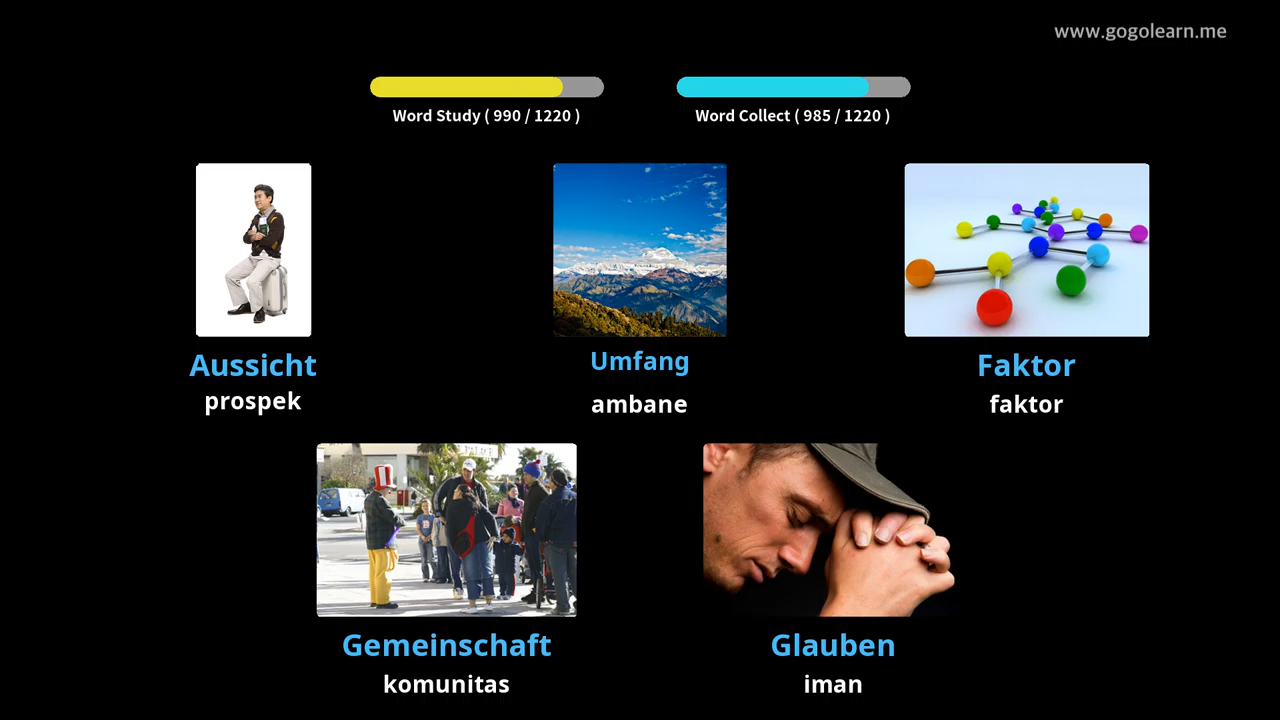 www.gogolearn.me
Word Study ( 990 / 1220 )
Word Collect ( 985 / 1220 )
Aussicht
prospek
Umfang
ambane
Faktor
faktor
Gemeinschaft
komunitas
Glauben
iman